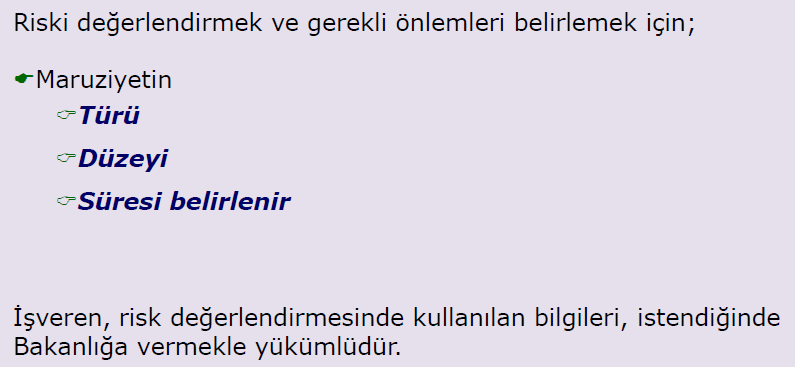 Riski değerlendirmek ve gerekli önlemleri belirlemek için;
☛Maruziyetin
☞Türü
☞Düzeyi
☞Süresi belirlenir
İşveren, risk değerlendirmesinde kullanılan bilgileri, istendiğinde
Bakanlığa vermekle yükümlüdür.